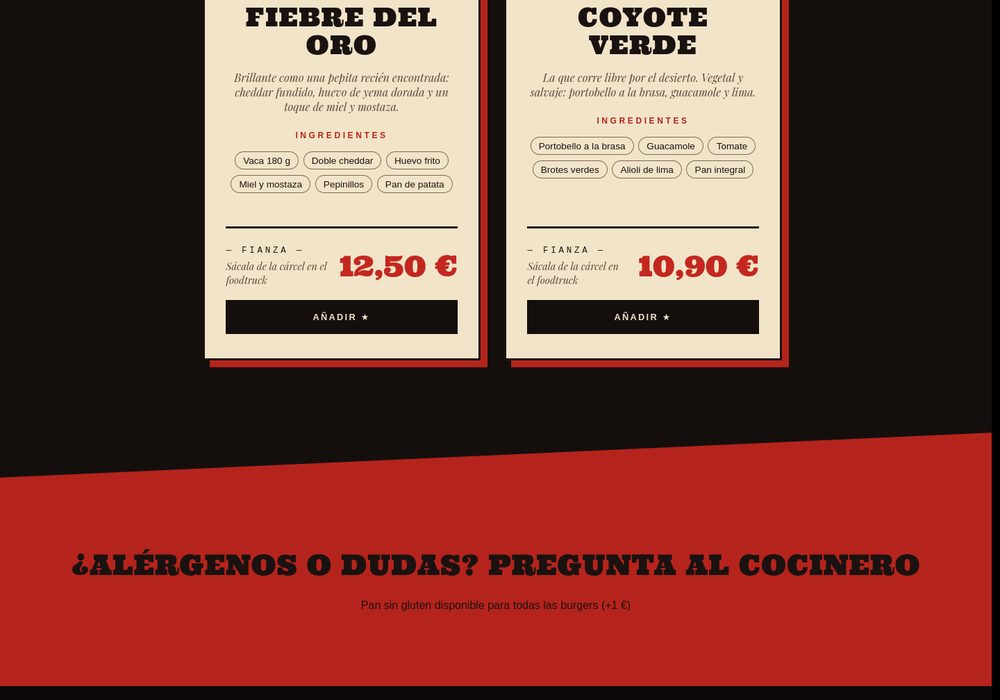 FIEBRE DEL
ORO
Brillante como una pepita recién encontrada:
cheddar fundido, huevo de yema dorada y un
toque de miel y mostaza.
INGREDIENTES
Vaca 180 g
Doble cheddar
Huevo frito
Miel y mostaza
Pepinillos
Pan de patata
— FIANZA —
Sácala de la cárcel en el
foodtruck
12,50 €
AÑADIR ★
COYOTE
VERDE
La que corre libre por el desierto. Vegetal y
salvaje: portobello a la brasa, guacamole y lima.
INGREDIENTES
Portobello a la brasa
Guacamole
Tomate
Brotes verdes
Alioli de lima
Pan integral
— FIANZA —
Sácala de la cárcel en
el foodtruck
10,90 €
AÑADIR ★
¿ALÉRGENOS O DUDAS? PREGUNTA AL COCINERO
Pan sin gluten disponible para todas las burgers (+1 €)